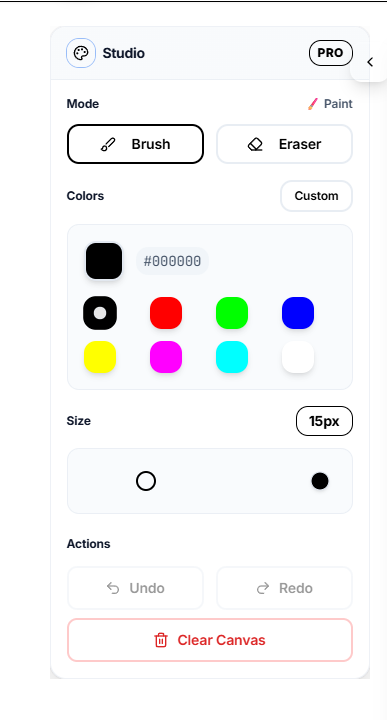 Studio PRO
Mode Paint
Brush Eraser
Colors Custom
#000000
Size 15px
Actions
Undo Redo
Clear Canvas